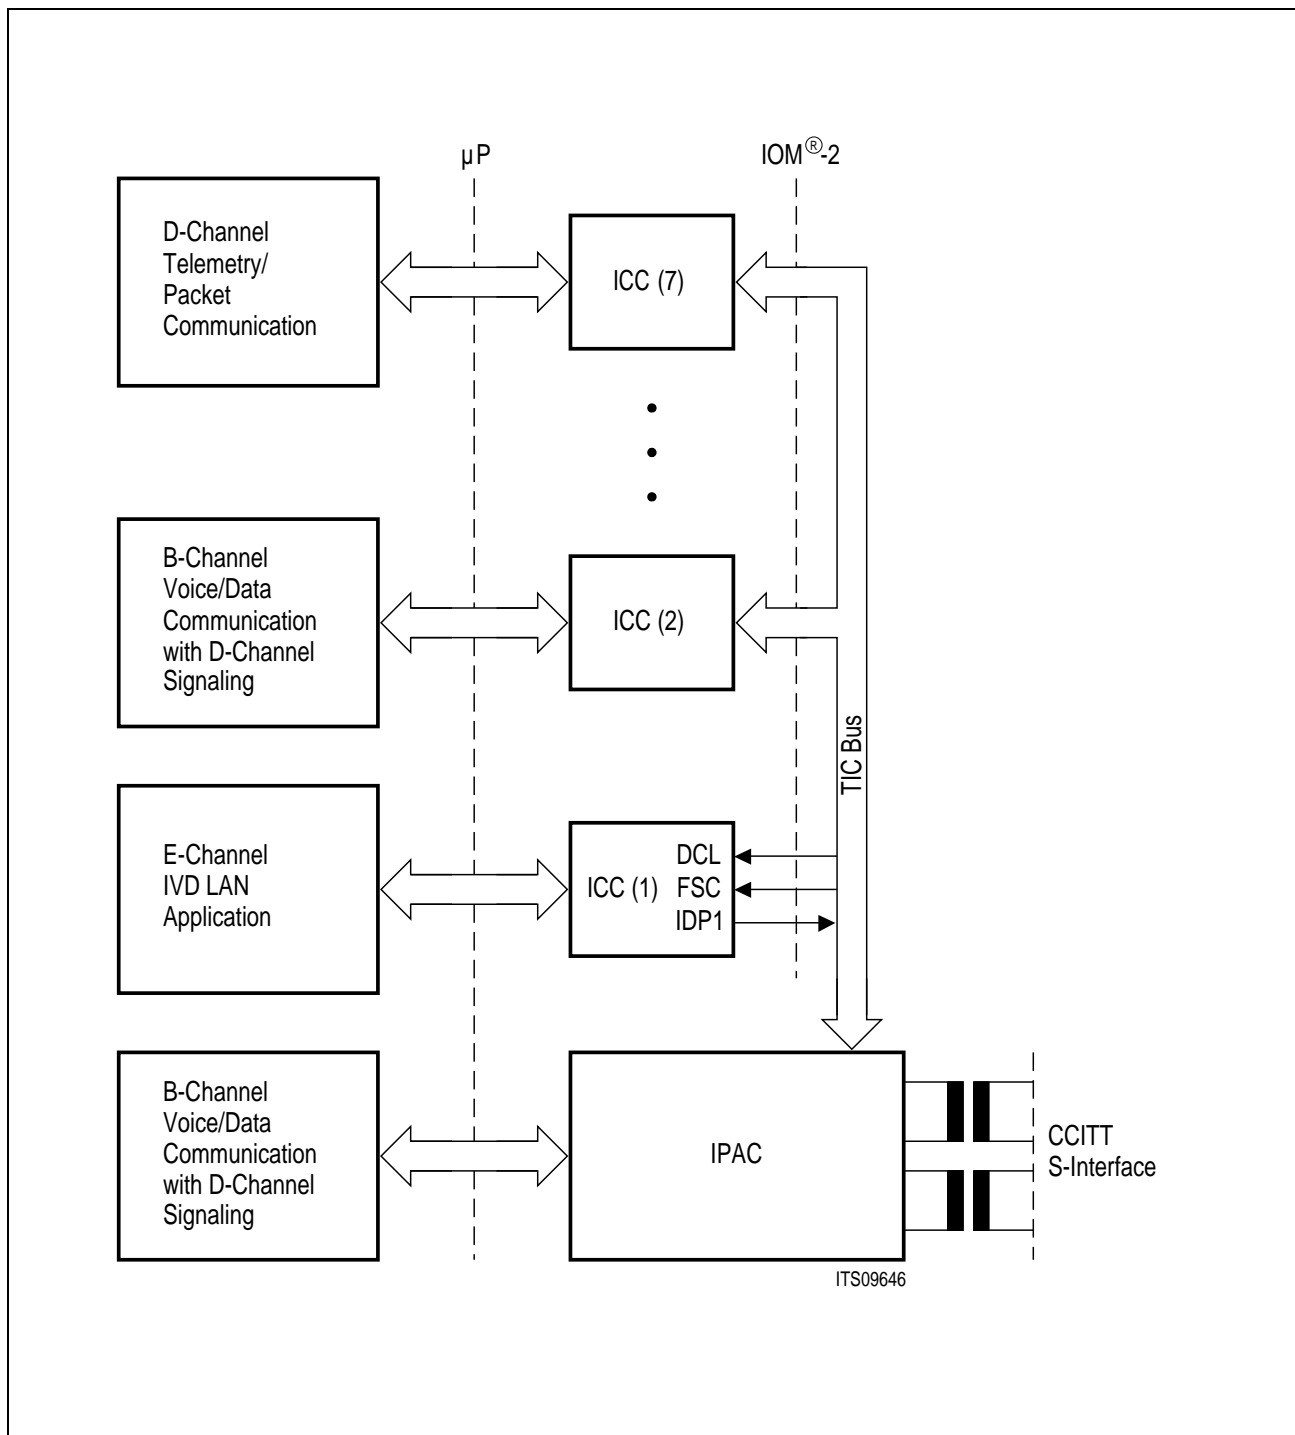 µP
IOM®-2
D-Channel
Telemetry/
Packet
Communication
ICC (7)
B-Channel
Voice/Data
Communication
with D-Channel
Signaling
ICC (2)
TIC Bus
E-Channel
IVD LAN
Application
ICC (1)
DCL
FSC
IDP1
B-Channel
Voice/Data
Communication
with D-Channel
Signaling
IPAC
CCITT
S-Interface
ITS09646